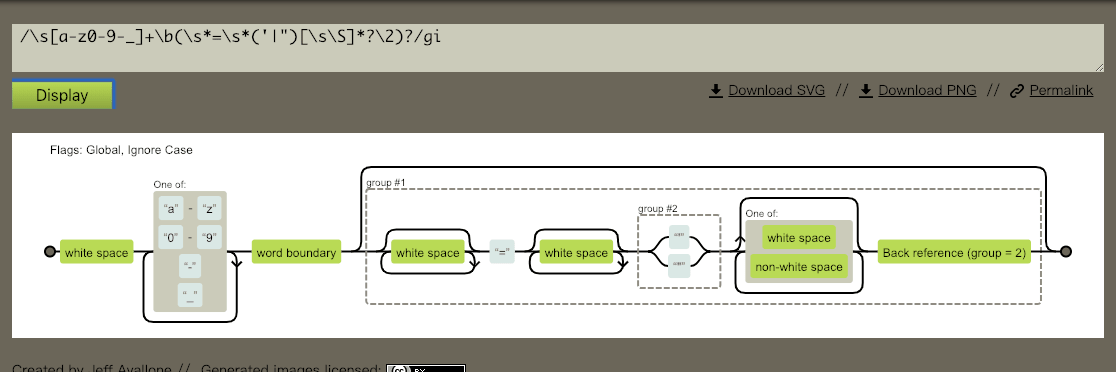 /\s[a-z0-9-_]+\b(\s*=\s*('|")[\s\S]*?\2)?/gi
Display
Download SVG // Download PNG // Permalink
Flags: Global, Ignore Case
One of:
"a" - "z"
"0" - "9"
"-"
"_"
white space
word boundary
group #1
white space
"="
white space
group #2
One of:
white space
non-white space
Back reference (group = 2)
Created by Jeff Avallone // Generated images licensed:
cc BY